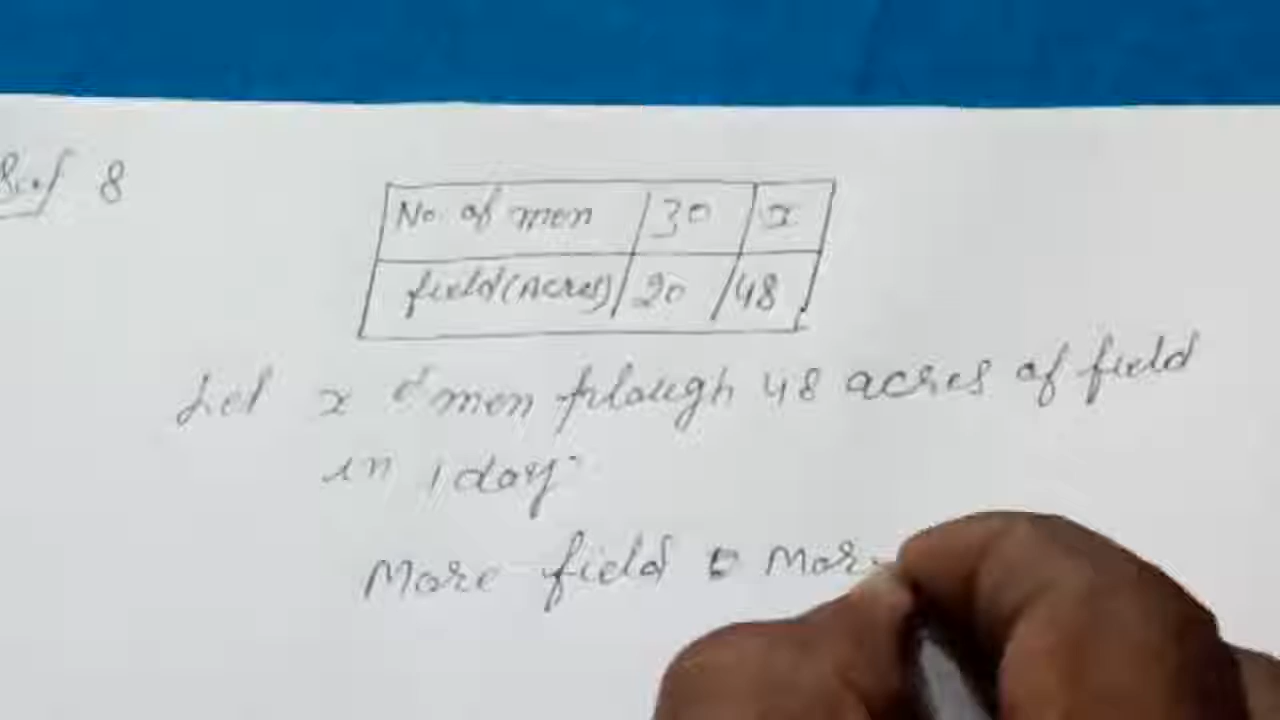 8
No. of men 30 x
field(Acres) 20 48
Let x men plough 48 acres of field
in 1 day
More field Mor